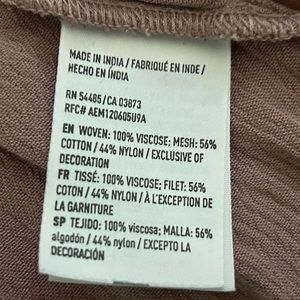 MADE IN INDIA / FABRIQUÉ EN INDE /
HECHO EN ÍNDIA
RN 54485/CA 03873
RFC# AEM120605U9A
EN WOVEN: 100% VISCOSE; MESH: 56%
COTTON / 44% NYLON / EXCLUSIVE OF
DECORATION
FR TISSÉ: 100% VISCOSE; FILET: 56%
COTON / 44% NYLON / À L'EXCEPTION DE
LA GARNITURE
SP TEJIDO: 100% VISCOSA; MALLA: 56%
algodón / 44% nylon / EXCEPTO LA
DECORACIÓN